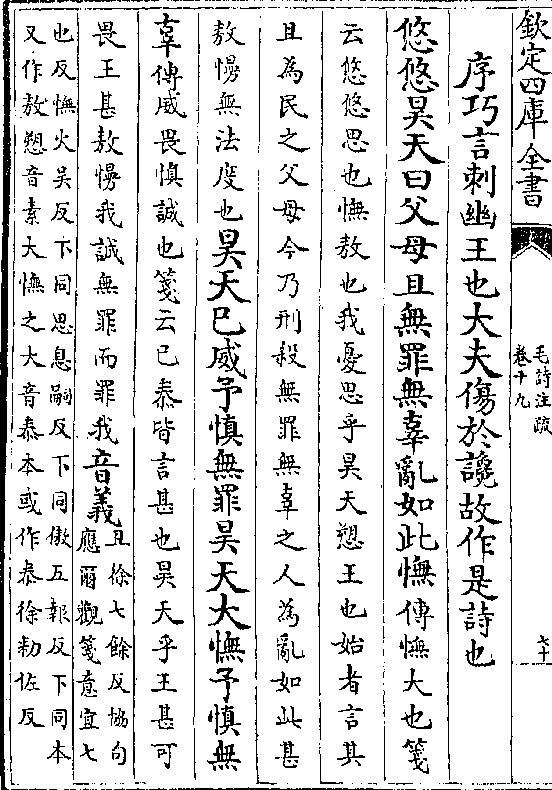 欽定四庫全書
毛詩注疏
卷十九
七十
序巧言刺幽王也大夫傷於讒故作是詩也
悠悠昊天曰父母且無罪無辜亂如此憮傳憮大也箋
云悠悠思也憮敖也我憂思乎昊天愬王也始者言其
且為民之父母今乃刑殺無罪無辜之人為亂如此甚
敖慢無法度也昊天已威予慎無罪昊天大憮予慎無
辜傳威畏慎誠也箋云已泰皆言甚也昊天乎王甚可
畏王甚敖慢我誠無罪而罪我音義
且徐七餘反協句
應爾觀箋意宜七
也反憮火吴反下同思息嗣反下同傲五報反下同本
又作敖愬音素大憮之大音泰本或作泰徐勑佐反